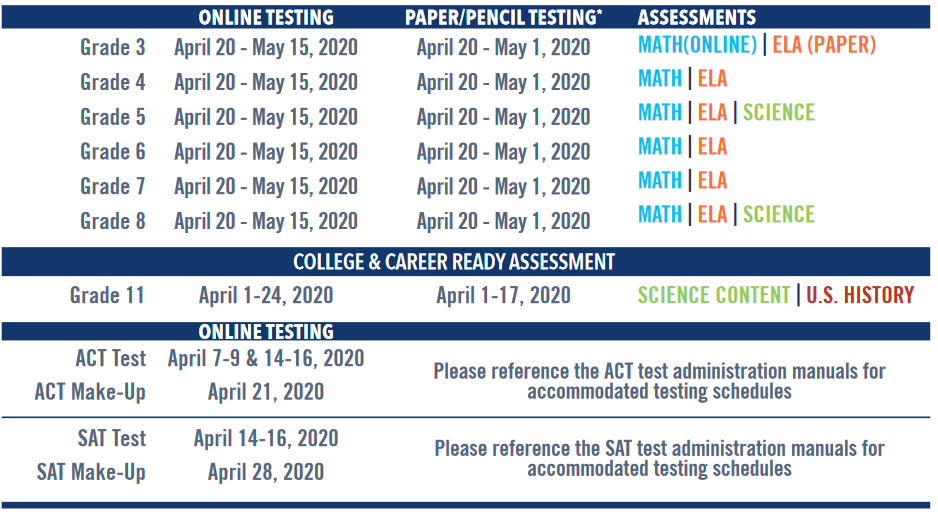 ONLINE TESTING PAPER/PENCIL TESTING* ASSESSMENTS
Grade 3 April 20 - May 15, 2020 April 20 - May 1, 2020 MATH(ONLINE) | ELA (PAPER)
Grade 4 April 20 - May 15, 2020 April 20 - May 1, 2020 MATH | ELA
Grade 5 April 20 - May 15, 2020 April 20 - May 1, 2020 MATH | ELA | SCIENCE
Grade 6 April 20 - May 15, 2020 April 20 - May 1, 2020 MATH | ELA
Grade 7 April 20 - May 15, 2020 April 20 - May 1, 2020 MATH | ELA
Grade 8 April 20 - May 15, 2020 April 20 - May 1, 2020 MATH | ELA | SCIENCE
COLLEGE & CAREER READY ASSESSMENT
Grade 11 April 1-24, 2020 April 1-17, 2020 SCIENCE CONTENT | U.S. HISTORY
ONLINE TESTING
ACT Test April 7-9 & 14-16, 2020
ACT Make-Up April 21, 2020
Please reference the ACT test administration manuals for
accommodated testing schedules
SAT Test April 14-16, 2020
SAT Make-Up April 28, 2020
Please reference the SAT test administration manuals for
accommodated testing schedules